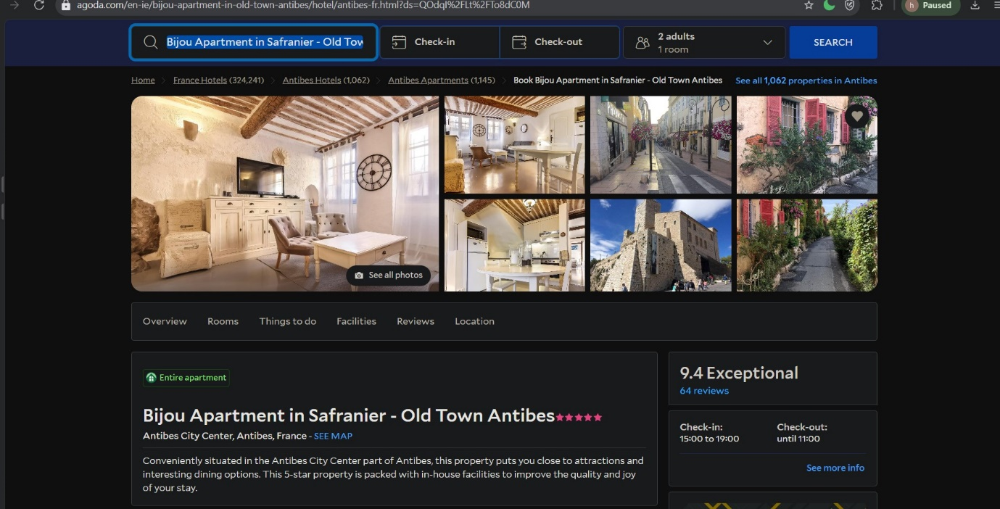 agoda.com/en-ie/bijou-apartment-in-old-town-antibes/hotel/antibes-fr.html?ds=QOdqI%2FLt%2FTo8dC0M
h Paused
Bijou Apartment in Safranier - Old Tow
Check-in
Check-out
2 adults
1 room
SEARCH
Home > France Hotels (324,241) > Antibes Hotels (1,062) > Antibes Apartments (1,145) > Book Bijou Apartment in Safranier - Old Town Antibes
See all 1,062 properties in Antibes
See all photos
Overview Rooms Things to do Facilities Reviews Location
Entire apartment
Bijou Apartment in Safranier - Old Town Antibes
Antibes City Center, Antibes, France - SEE MAP
Conveniently situated in the Antibes City Center part of Antibes, this property puts you close to attractions and
interesting dining options. This 5-star property is packed with in-house facilities to improve the quality and joy
of your stay.
9.4 Exceptional
64 reviews
Check-in: Check-out:
15:00 to 19:00 until 11:00
See more info